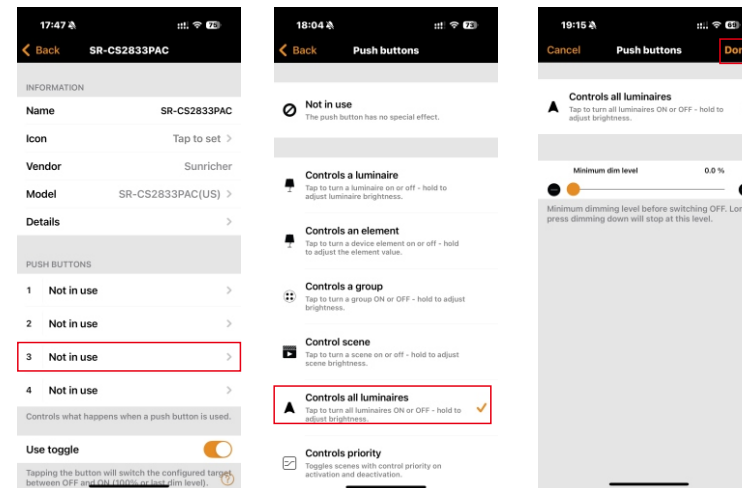 17:47
75
Back
SR-CS2833PAC
INFORMATION
Name
SR-CS2833PAC
Icon
Tap to set
Vendor
Sunricher
Model
SR-CS2833PAC(US)
Details
PUSH BUTTONS
1 Not in use
2 Not in use
3 Not in use
4 Not in use
Controls what happens when a push button is used.
Use toggle
Tapping the button will switch the configured target
between OFF and ON (100% or last dim level).
?
18:04
73
Back
Push buttons
Not in use
The push button has no special effect.
Controls a luminaire
Tap to turn a luminaire on or off - hold to
adjust luminaire brightness.
Controls an element
Tap to turn a device element on or off - hold
to adjust the element value.
Controls a group
Tap to turn a group ON or OFF - hold to adjust
brightness.
Control scene
Tap to turn a scene on or off - hold to adjust
scene brightness.
Controls all luminaires
Tap to turn all luminaires ON or OFF - hold to
adjust brightness.
Controls priority
Toggles scenes with control priority on
activation and deactivation.
19:15
69
Cancel
Push buttons
Don
Controls all luminaires
Tap to turn all luminaires ON or OFF - hold to
adjust brightness.
Minimum dim level
0.0 %
Minimum dimming level before switching OFF. Lon
press dimming down will stop at this level.